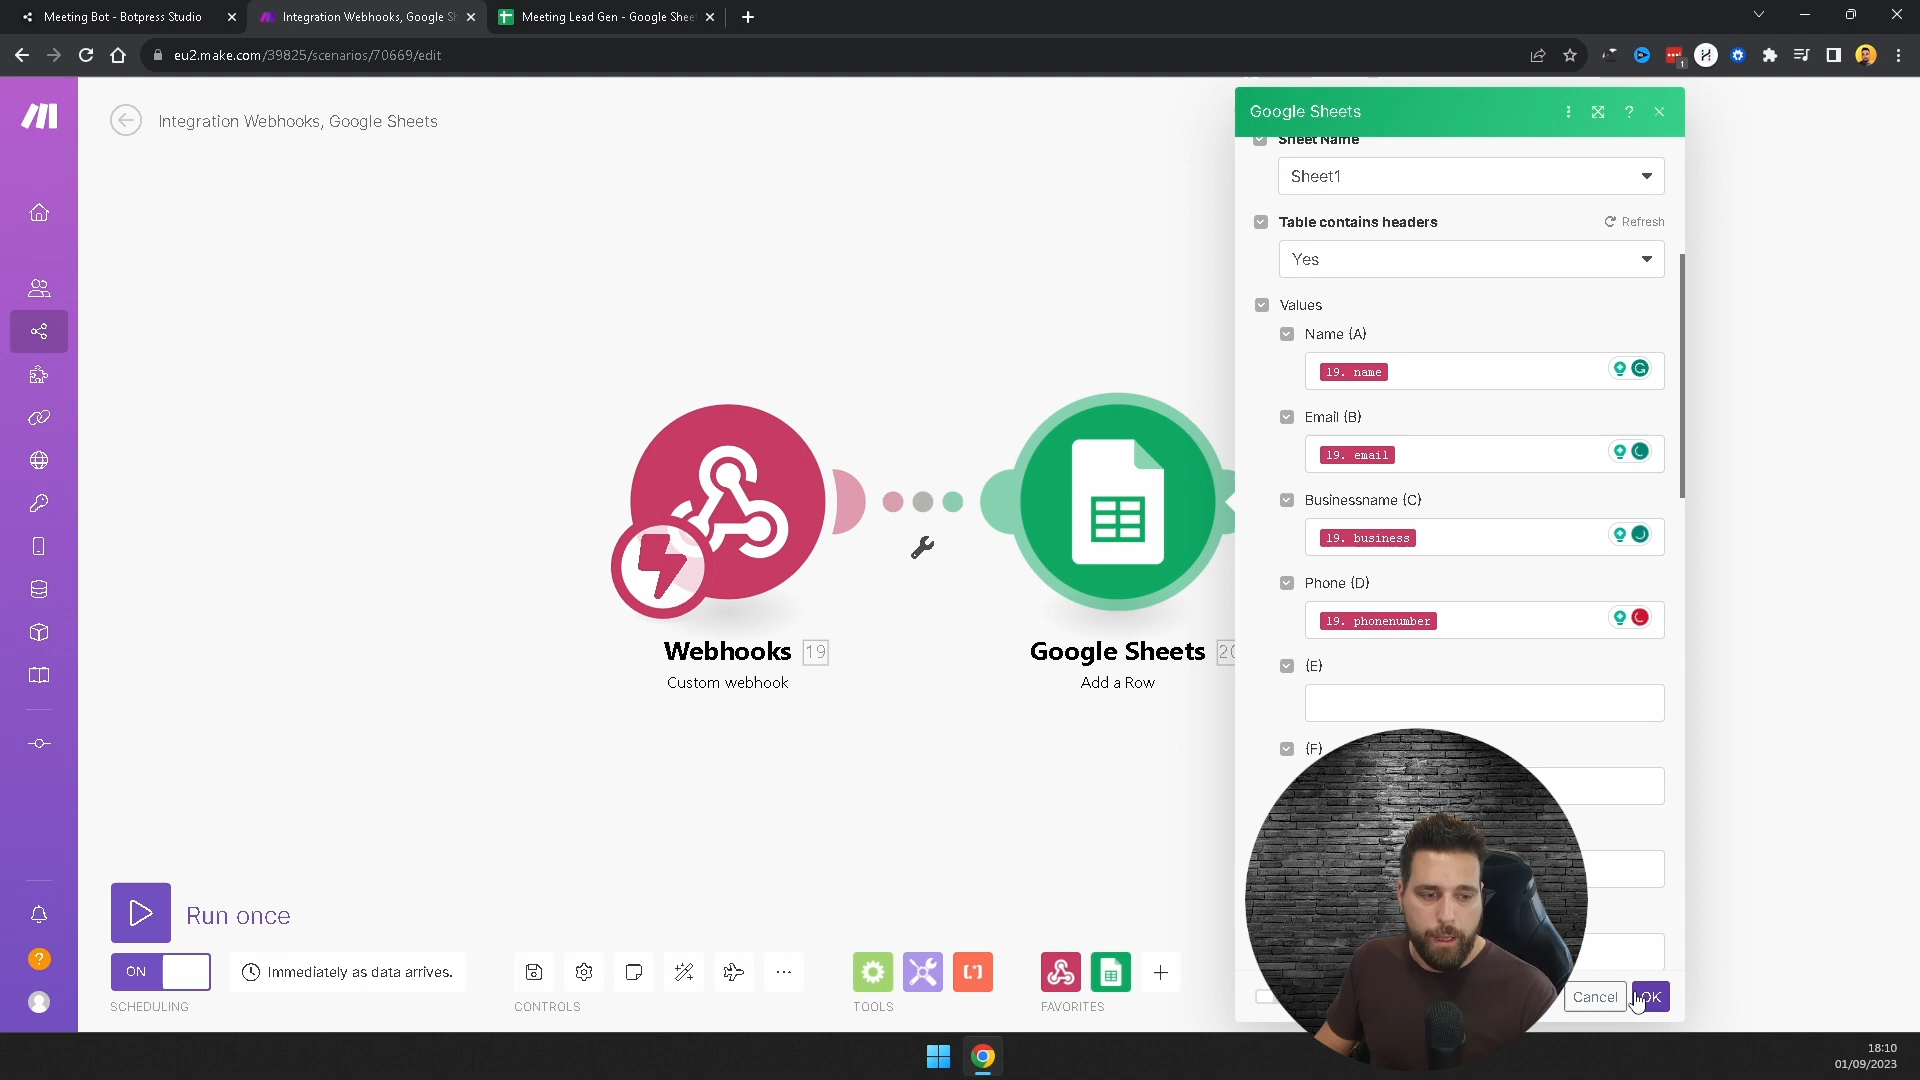 Meeting Bot - Botpress Studio
Integration Webhooks, Google Sh
Meeting Lead Gen - Google Shee
eu2.make.com/39825/scenarios/70669/edit
1
Integration Webhooks, Google Sheets
Google Sheets
?
Sheet Name
Sheet1
Table contains headers
Refresh
Yes
Values
Name (A)
19. name
Email (B)
19. email
Businessname (C)
19. business
Phone (D)
19. phonenumber
(E)
(F)
Webhooks 19
Custom webhook
Google Sheets 20
Add a Row
Run once
ON
Immediately as data arrives.
SCHEDULING
CONTROLS
TOOLS
FAVORITES
Cancel
OK
?
18:10
01/09/2023